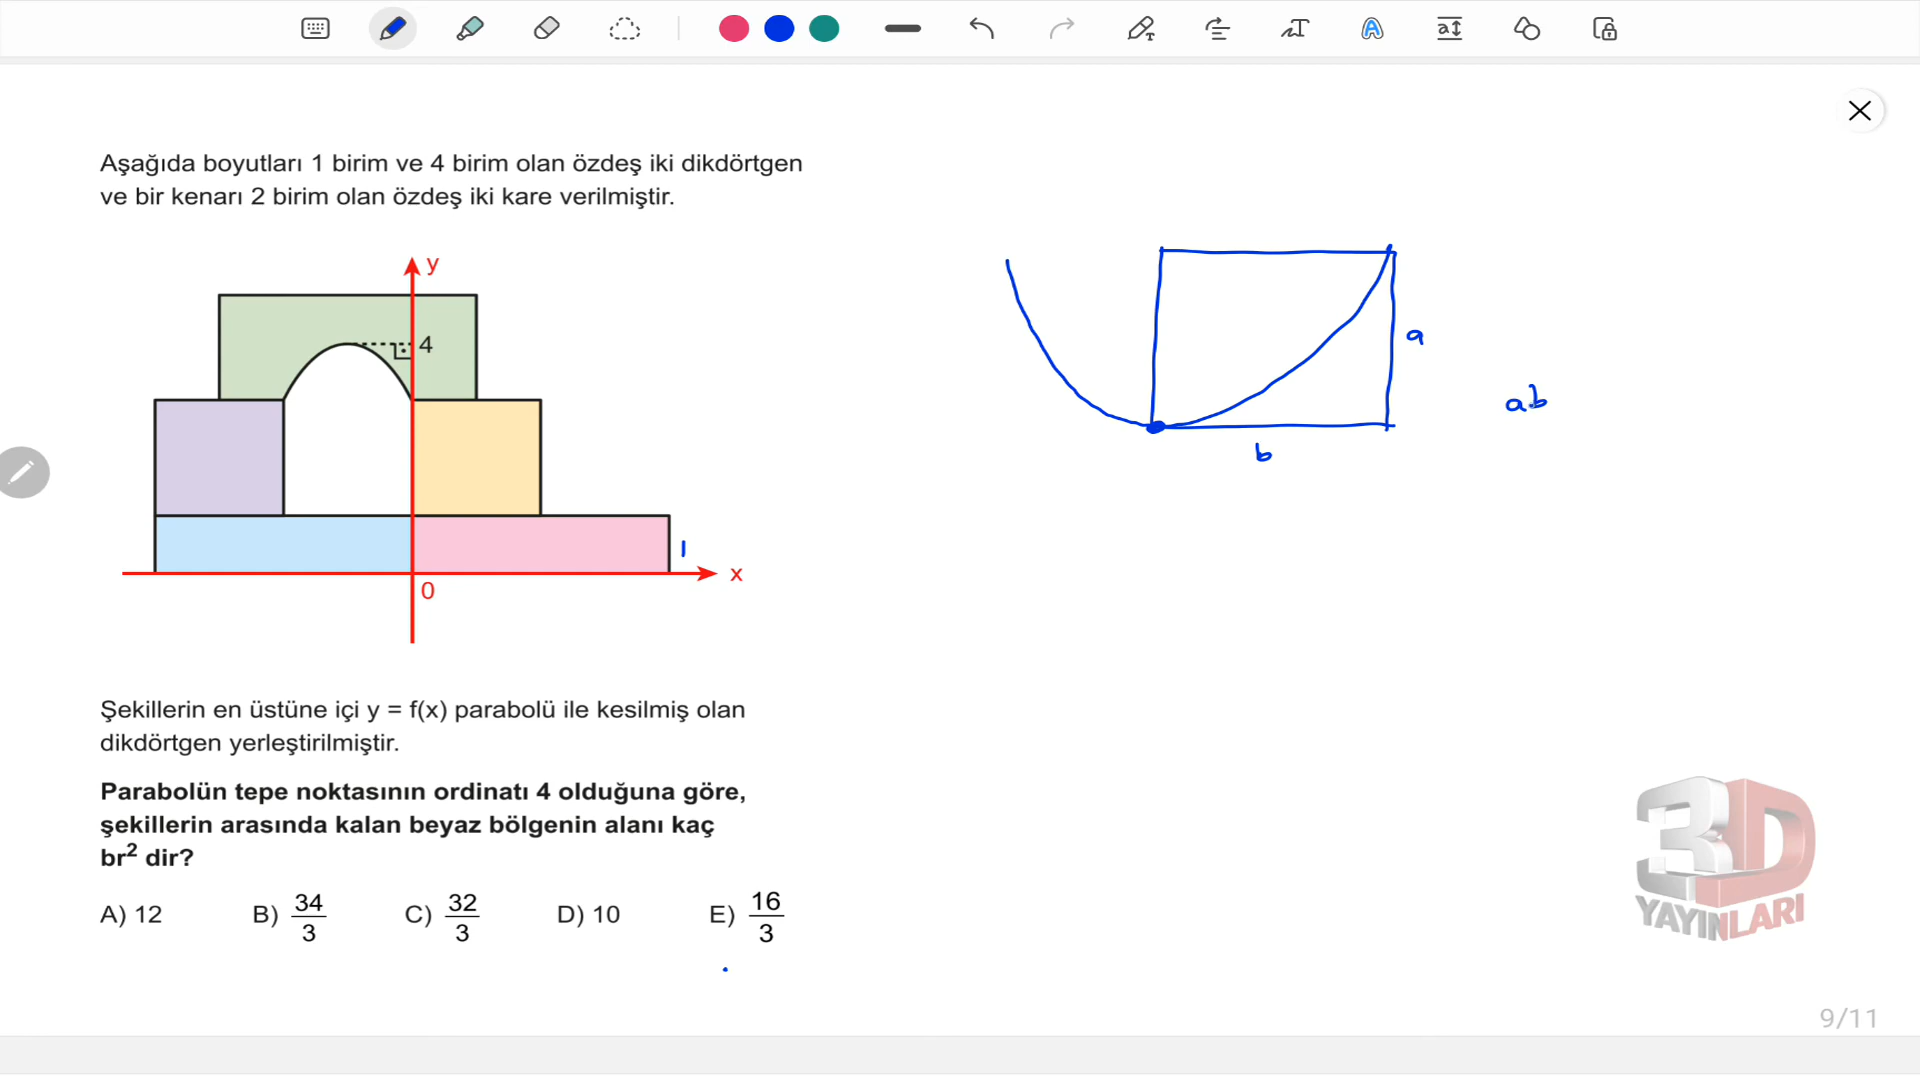 Aşağıda boyutları 1 birim ve 4 birim olan özdeş iki dikdörtgen
ve bir kenarı 2 birim olan özdeş iki kare verilmiştir.
y
4
1
x
0
a
ab
b
Şekillerin en üstüne içi y = f(x) parabolü ile kesilmiş olan
dikdörtgen yerleştirilmiştir.
Parabolün tepe noktasının ordinatı 4 olduğuna göre,
şekillerin arasında kalan beyaz bölgenin alanı kaç
br² dir?
A) 12 B) 34/3 C) 32/3 D) 10 E) 16/3
3D
YAYINLARI
9/11